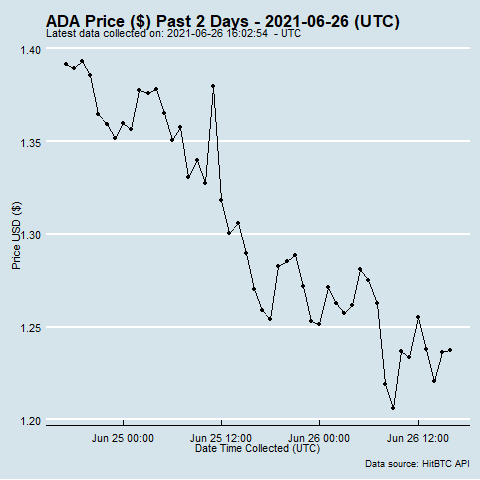 ADA Price ($) Past 2 Days - 2021-06-26 (UTC)
Latest data collected on: 2021-06-26 16:02:54 - UTC
1.40
1.35
1.30
1.25
1.20
Price USD ($)
Jun 25 00:00 Jun 25 12:00 Jun 26 00:00 Jun 26 12:00
Date Time Collected (UTC)
Data source: HitBTC API